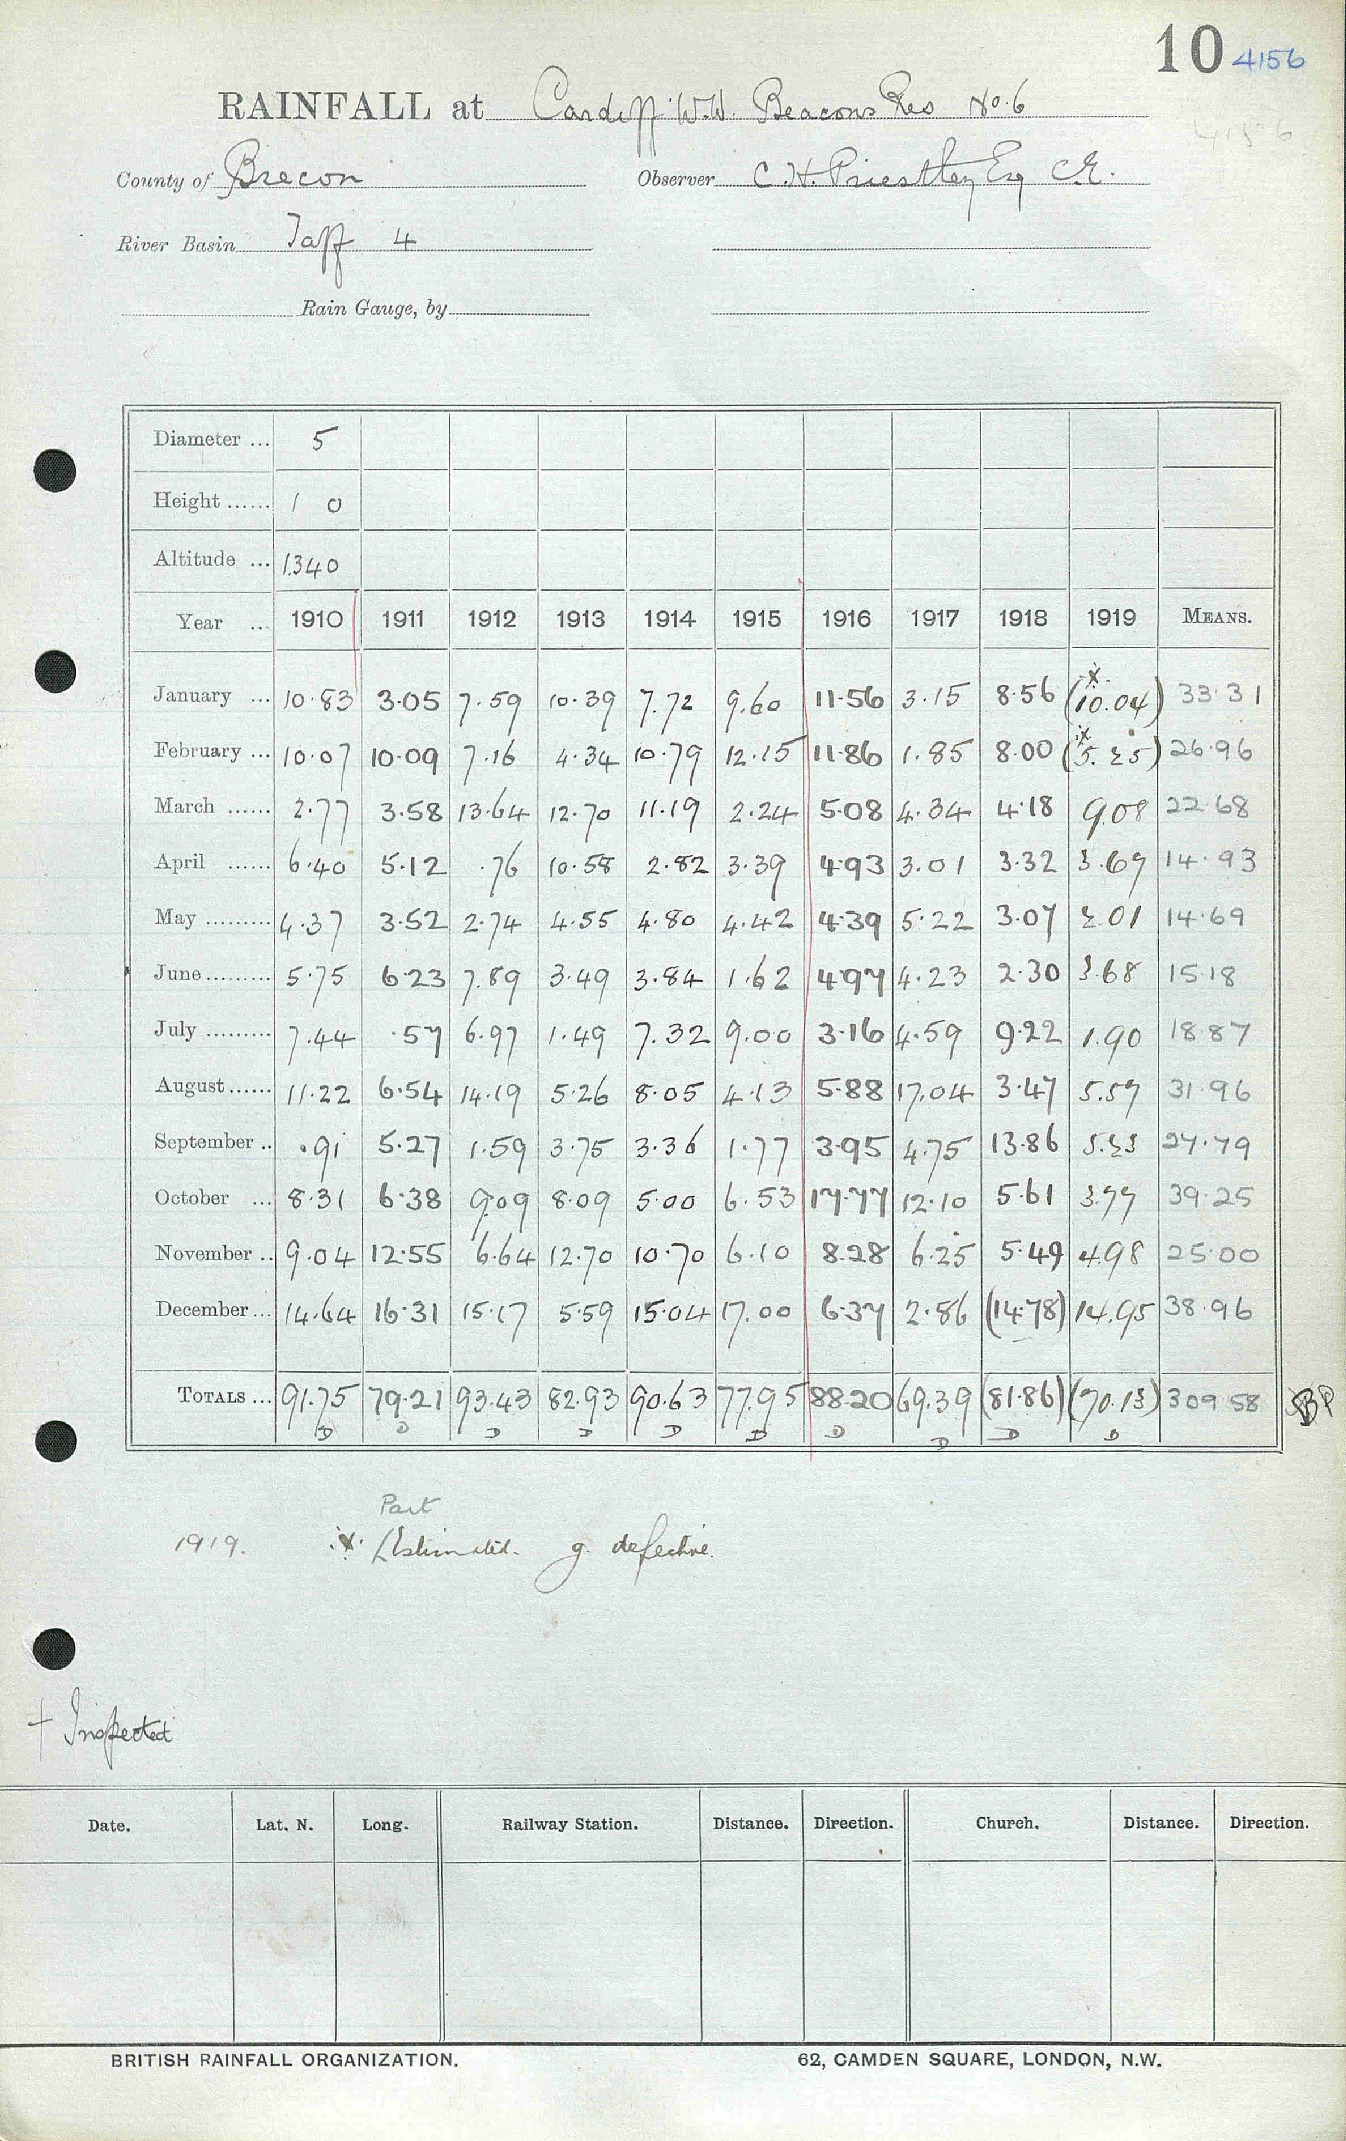 10 4156
RAINFALL at Cardiff W.W. Beacons Res No. 6
4156
County of Brecon Observer C. H. Priestley Esq C.E.
River Basin Taff 4
Rain Gauge, by
Diameter ... 5
Height ...... 1 0
Altitude ... 1340
Year ... 1910 1911 1912 1913 1914 1915 1916 1917 1918 1919 MEANS.
January ... 10.83 3.05 7.59 10.39 7.72 9.60 11.56 3.15 8.56 (10.04)* 33.31
February ... 10.07 10.09 7.16 4.34 10.79 12.15 11.86 1.85 8.00 (5.25)* 26.96
March ...... 2.77 3.58 13.64 12.70 11.19 2.24 5.08 4.34 4.18 9.08 22.68
April ...... 6.40 5.12 .76 10.58 2.82 3.39 4.93 3.01 3.32 3.67 14.93
May ......... 4.37 3.52 2.74 4.55 4.80 4.42 4.39 5.22 3.07 2.01 14.69
June ......... 5.75 6.23 7.89 3.49 3.84 1.62 4.97 4.23 2.30 3.68 15.18
July ......... 7.44 .57 6.97 1.49 7.32 9.00 3.16 4.59 9.22 1.90 18.87
August ...... 11.22 6.54 14.19 5.26 8.05 4.13 5.88 17.04 3.47 5.57 31.96
September .. .91 5.27 1.59 3.75 3.36 1.77 3.95 4.75 13.86 5.23 27.79
October ... 8.31 6.38 9.09 8.09 5.00 6.53 17.77 12.10 5.61 3.77 39.25
November .. 9.04 12.55 6.64 12.70 10.70 6.10 8.28 6.25 5.49 4.98 25.00
December ... 14.64 16.31 15.17 5.59 15.04 17.00 6.37 2.86 (14.78) 14.95 38.96
TOTALS ... 91.75 79.21 93.43 82.93 90.63 77.95 88.20 69.39 (81.86) (70.13) 309.58
D D D D D D D D D D
Part
1919. * Estimated. g. defective.
+ Inspected
Date. Lat. N. Long. Railway Station. Distance. Direction. Church. Distance. Direction.
BRITISH RAINFALL ORGANIZATION. 62, CAMDEN SQUARE, LONDON, N.W.